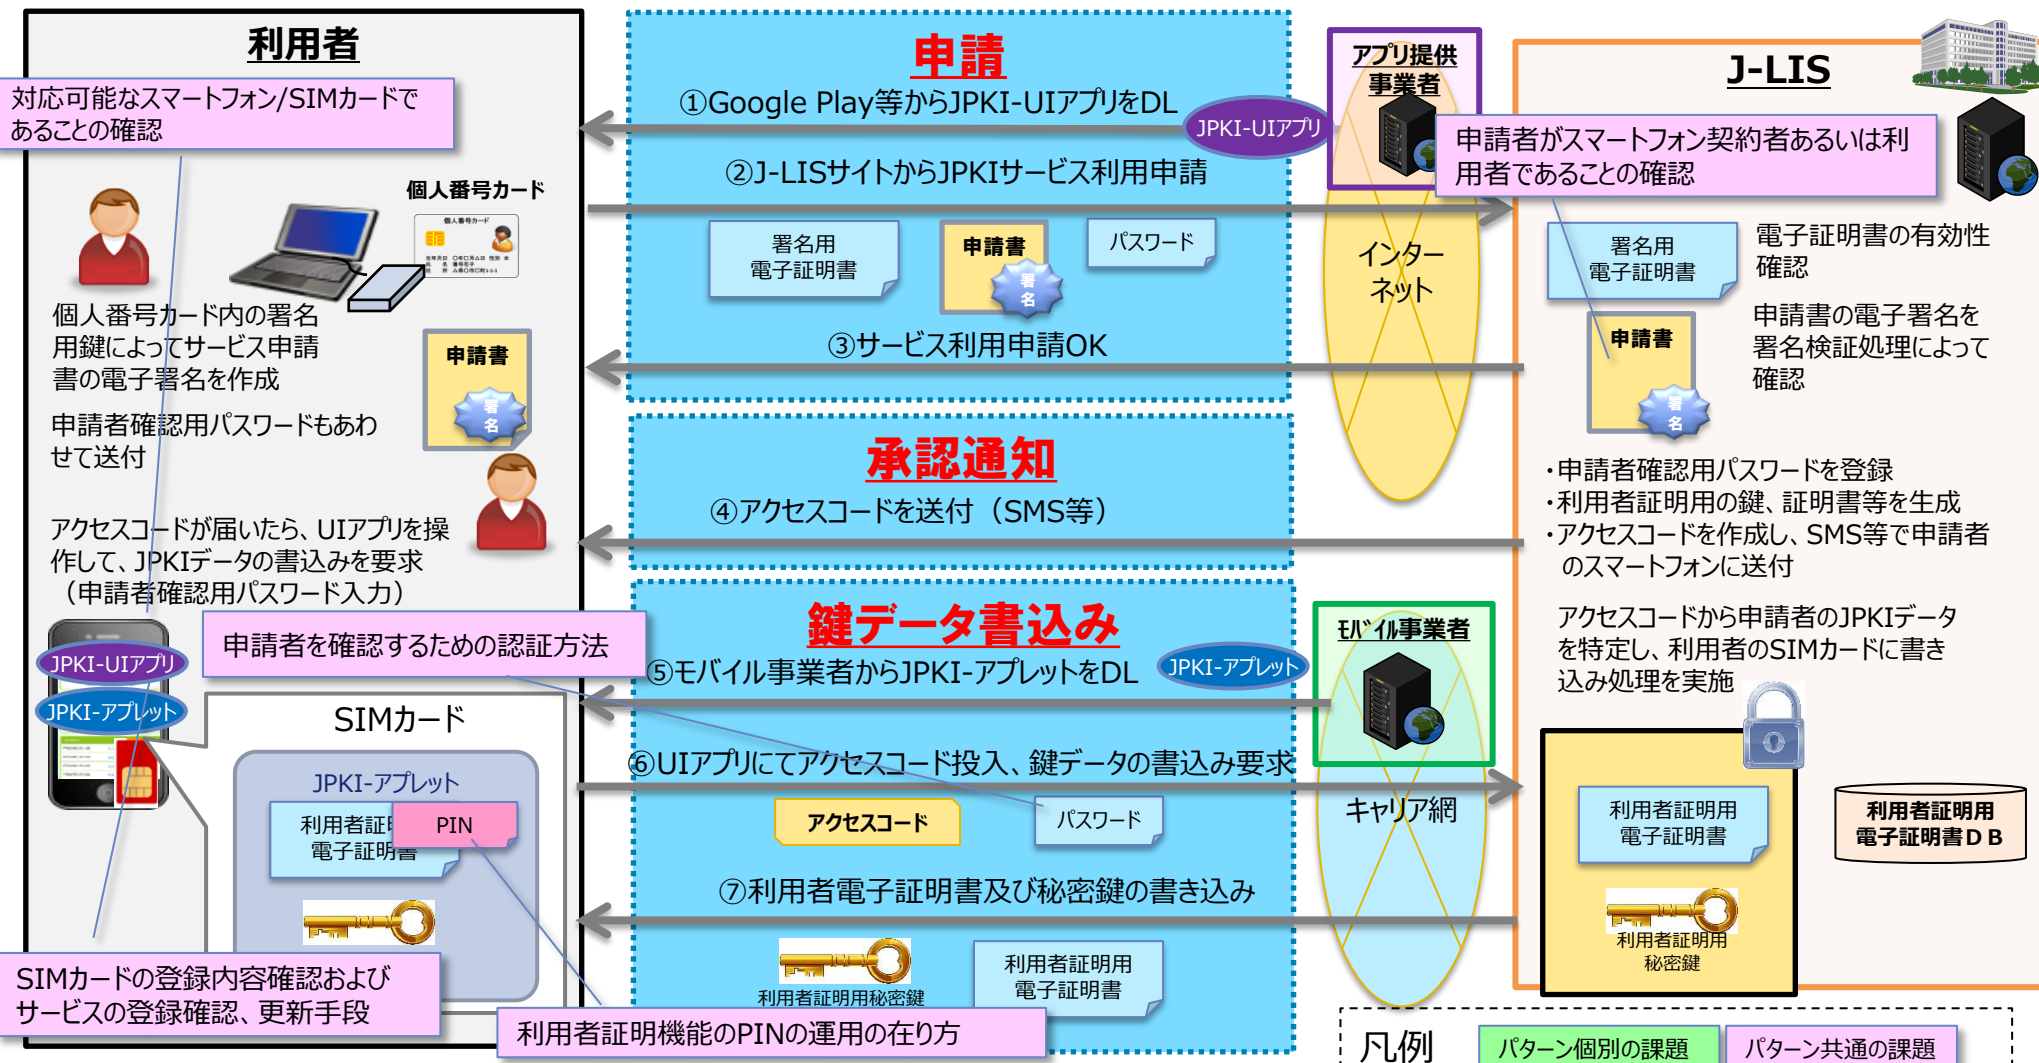 利用者
対応可能なスマートフォン/SIMカードで
あることの確認
個人番号カード
個人番号カード
個人番号カード内の署名
用鍵によってサービス申請
書の電子署名を作成
申請者確認用パスワードもあわ
せて送付
申請書
署
名
アクセスコードが届いたら、UIアプリを操
作して、JPKIデータの書込みを要求
（申請者確認用パスワード入力）
JPKI-UIアプリ
JPKI-アプレット
SIMカード
JPKI-アプレット
利用者証明
電子証明書
PIN
SIMカードの登録内容確認および
サービスの登録確認、更新手段
申請
①Google Play等からJPKI-UIアプリをDL
JPKI-UIアプリ
②J-LISサイトからJPKIサービス利用申請
署名用
電子証明書
申請書
署
名
パスワード
③サービス利用申請OK
承認通知
④アクセスコードを送付（SMS等）
鍵データ書込み
申請者を確認するための認証方法
⑤モバイル事業者からJPKI-アプレットをDL
JPKI-アプレット
⑥UIアプリにてアクセスコード投入、鍵データの書込み要求
アクセスコード
パスワード
⑦利用者電子証明書及び秘密鍵の書き込み
利用者証明用秘密鍵
利用者証明用
電子証明書
利用者証明機能のPINの運用の在り方
アプリ提供
事業者
インター
ネット
モバイル事業者
キャリア網
J-LIS
申請者がスマートフォン契約者あるいは利
用者であることの確認
署名用
電子証明書
電子証明書の有効性
確認
申請書
署
名
申請書の電子署名を
署名検証処理によって
確認
・申請者確認用パスワードを登録
・利用者証明用の鍵、証明書等を生成
・アクセスコードを作成し、SMS等で申請者
のスマートフォンに送付
アクセスコードから申請者のJPKIデータ
を特定し、利用者のSIMカードに書き
込み処理を実施
利用者証明用
電子証明書
利用者証明用
秘密鍵
利用者証明用
電子証明書DB
凡例
パターン個別の課題
パターン共通の課題